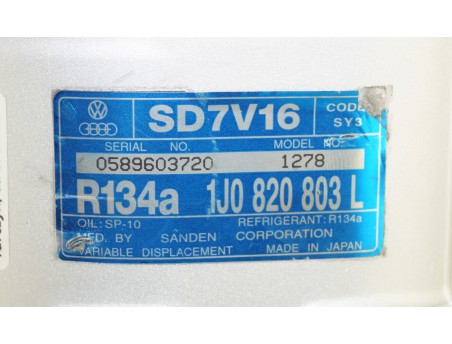 SD7V16
CODE
SY3
SERIAL NO.
MODEL NO.
0589603720
1278
R134a 1J0 820 803 L
OIL: SP-10
REFRIGERANT: R134a
MFD. BY SANDEN CORPORATION
VARIABLE DISPLACEMENT MADE IN JAPAN